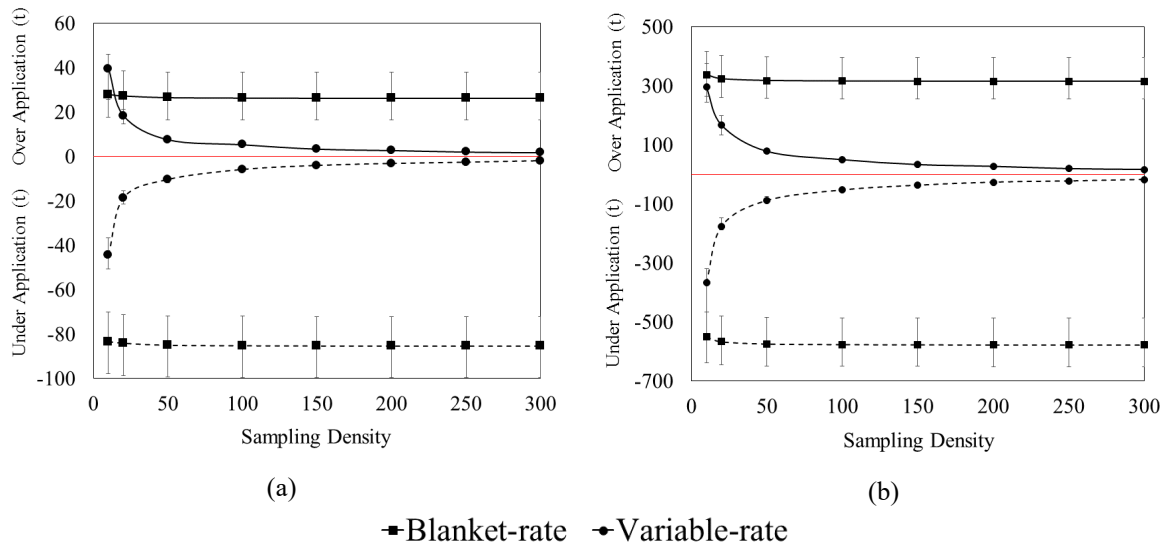 60
40
20
0
-20
-40
-60
-80
-100
Over Application (t)
Under Application (t)
0 50 100 150 200 250 300
Sampling Density
(a)
500
300
100
-100
-300
-500
-700
Over Application (t)
Under Application (t)
0 50 100 150 200 250 300
Sampling Density
(b)
Blanket-rate Variable-rate